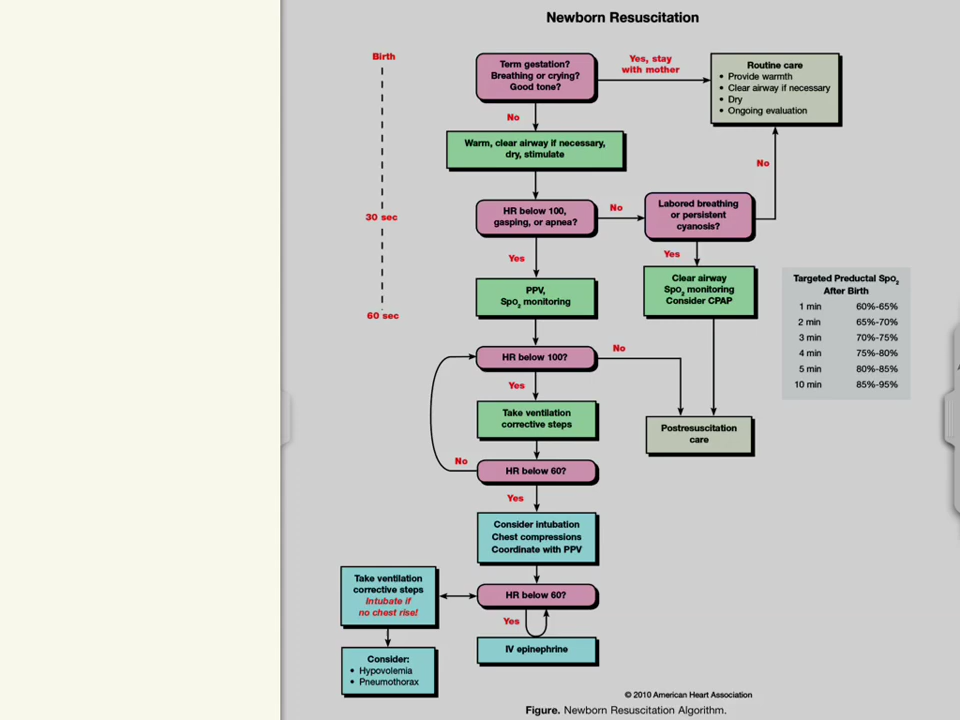 Newborn Resuscitation
Birth
Term gestation?
Breathing or crying?
Good tone?
Yes, stay
with mother
Routine care
• Provide warmth
• Clear airway if necessary
• Dry
• Ongoing evaluation
No
Warm, clear airway if necessary,
dry, stimulate
No
30 sec
HR below 100,
gasping, or apnea?
No
Labored breathing
or persistent
cyanosis?
Yes
Yes
PPV,
SpO2 monitoring
Clear airway
SpO2 monitoring
Consider CPAP
Targeted Preductal SpO2
After Birth
1 min 60%-65%
2 min 65%-70%
3 min 70%-75%
4 min 75%-80%
5 min 80%-85%
10 min 85%-95%
60 sec
HR below 100?
No
Yes
Take ventilation
corrective steps
Postresuscitation
care
No
HR below 60?
Yes
Consider intubation
Chest compressions
Coordinate with PPV
Take ventilation
corrective steps
Intubate if
no chest rise!
HR below 60?
Yes
IV epinephrine
Consider:
• Hypovolemia
• Pneumothorax
© 2010 American Heart Association
Figure. Newborn Resuscitation Algorithm.